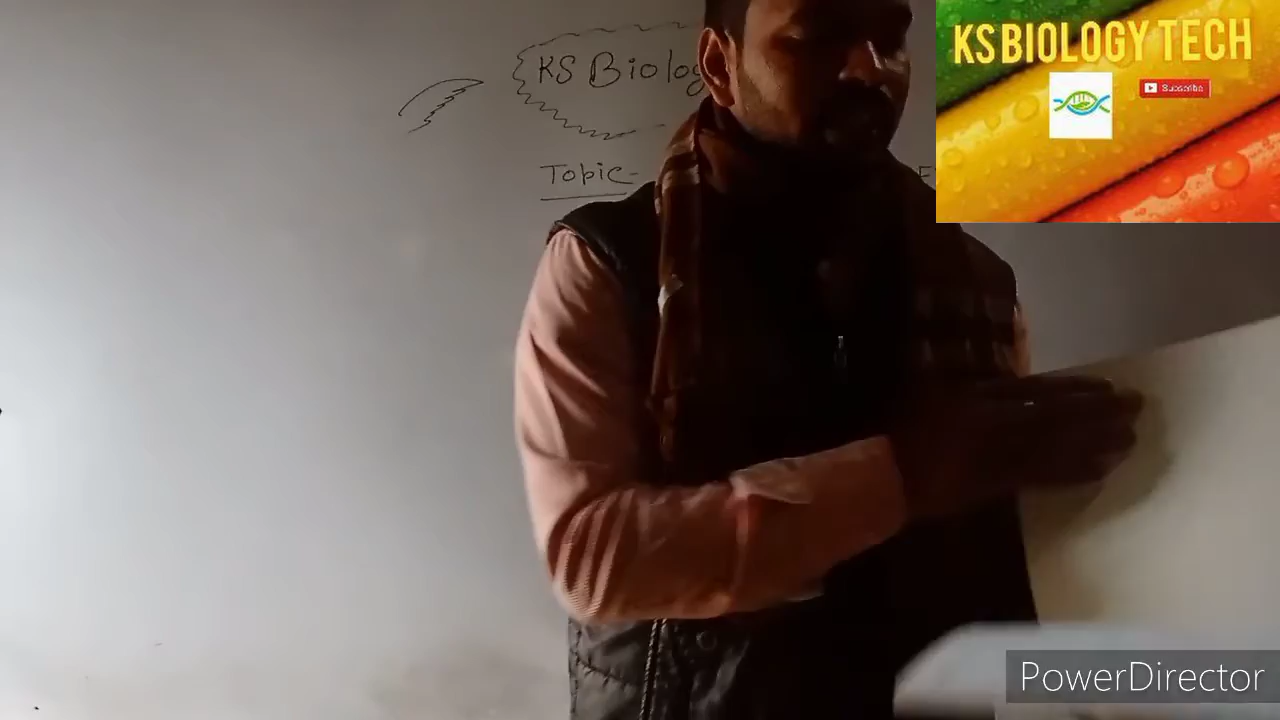 KS Biolog
Topic-
KS BIOLOGY TECH
Subscribe
PowerDirector